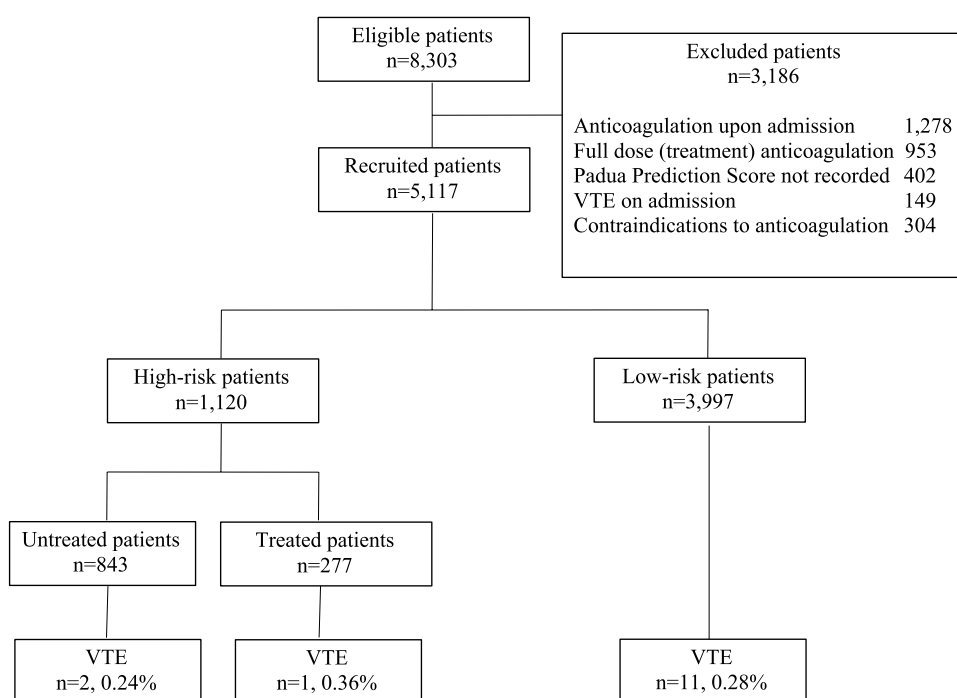 Eligible patients
n=8,303
Excluded patients
n=3,186
Anticoagulation upon admission 1,278
Full dose (treatment) anticoagulation 953
Padua Prediction Score not recorded 402
VTE on admission 149
Contraindications to anticoagulation 304
Recruited patients
n=5,117
High-risk patients
n=1,120
Low-risk patients
n=3,997
Untreated patients
n=843
Treated patients
n=277
VTE
n=2, 0.24%
VTE
n=1, 0.36%
VTE
n=11, 0.28%